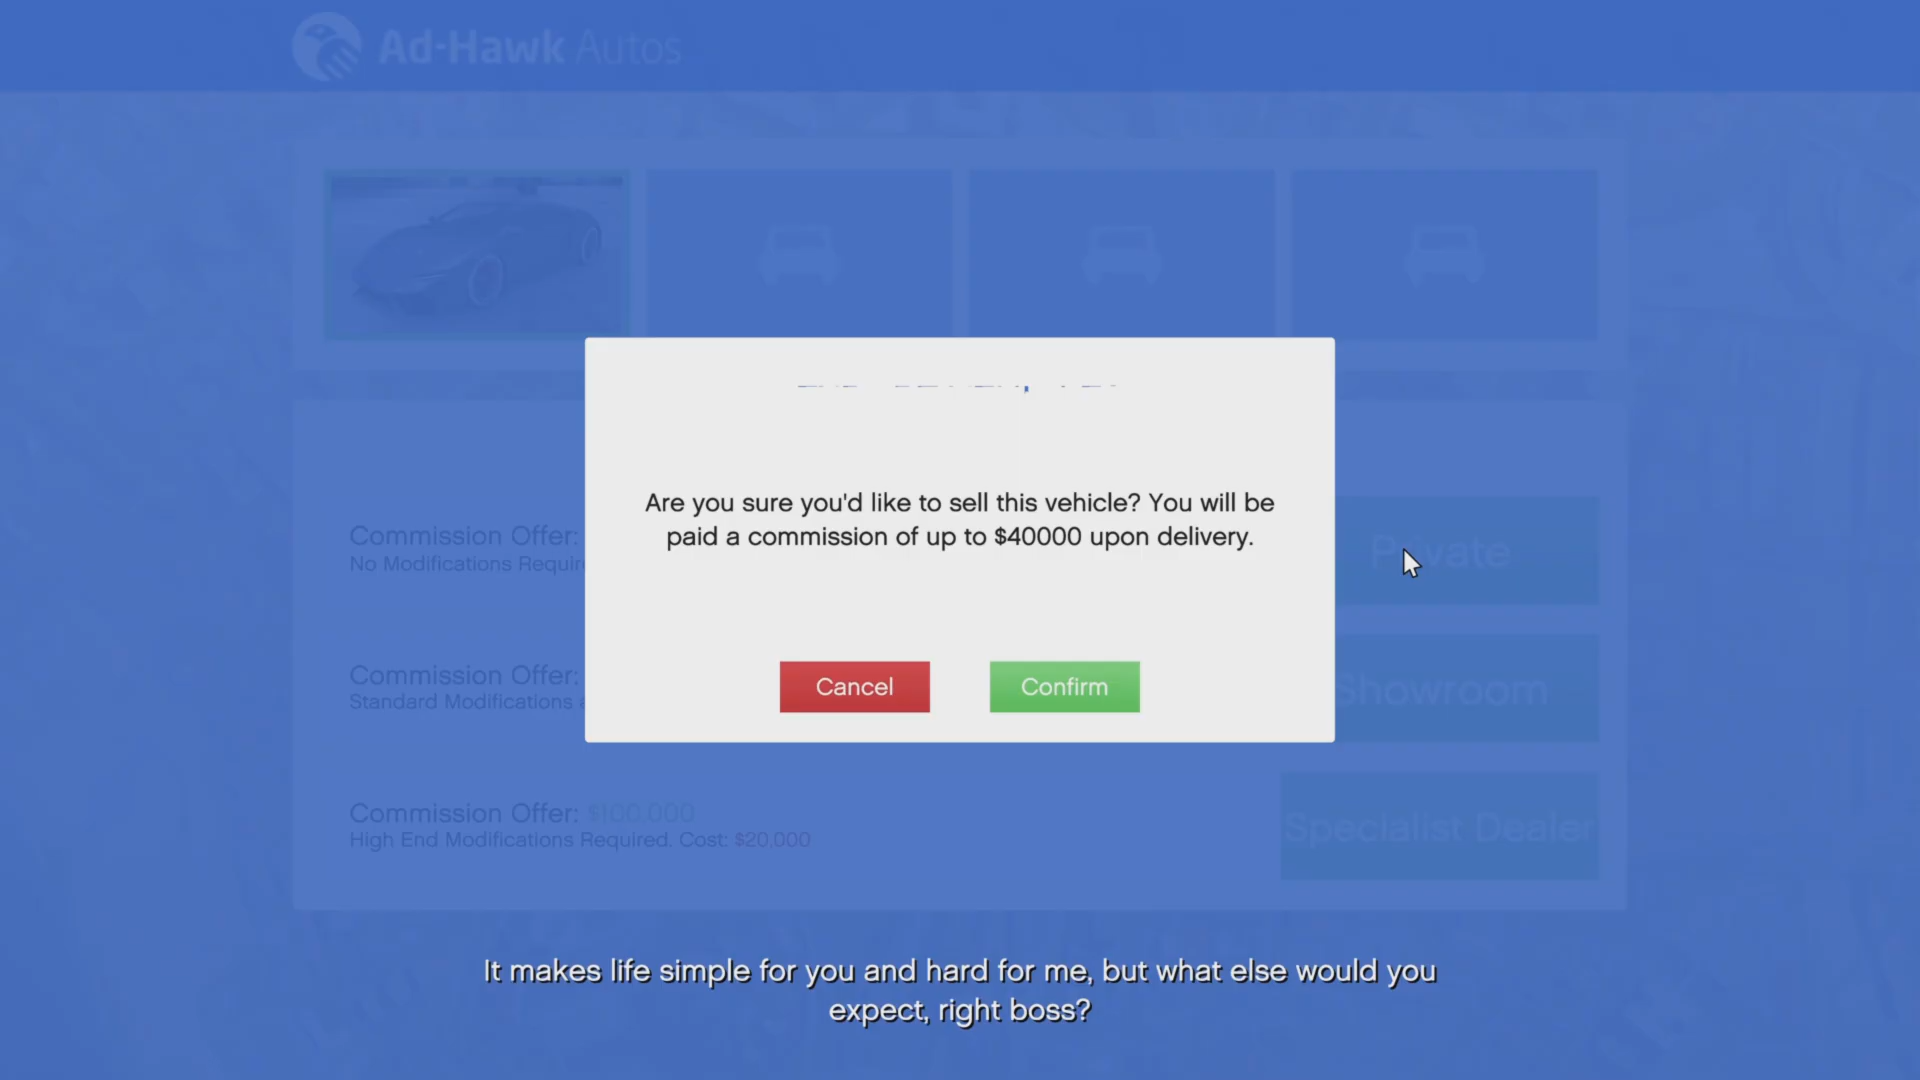 Ad-Hawk Autos
Are you sure you'd like to sell this vehicle? You will be
paid a commission of up to $40000 upon delivery.
Commission Offer:
No Modifications
Private
Commission Offer:
Standard Modifications
Showroom
Cancel
Confirm
Commission Offer: $100,000
High End Modifications Required. Cost: $20,000
Specialist Dealer
It makes life simple for you and hard for me, but what else would you
expect, right boss?